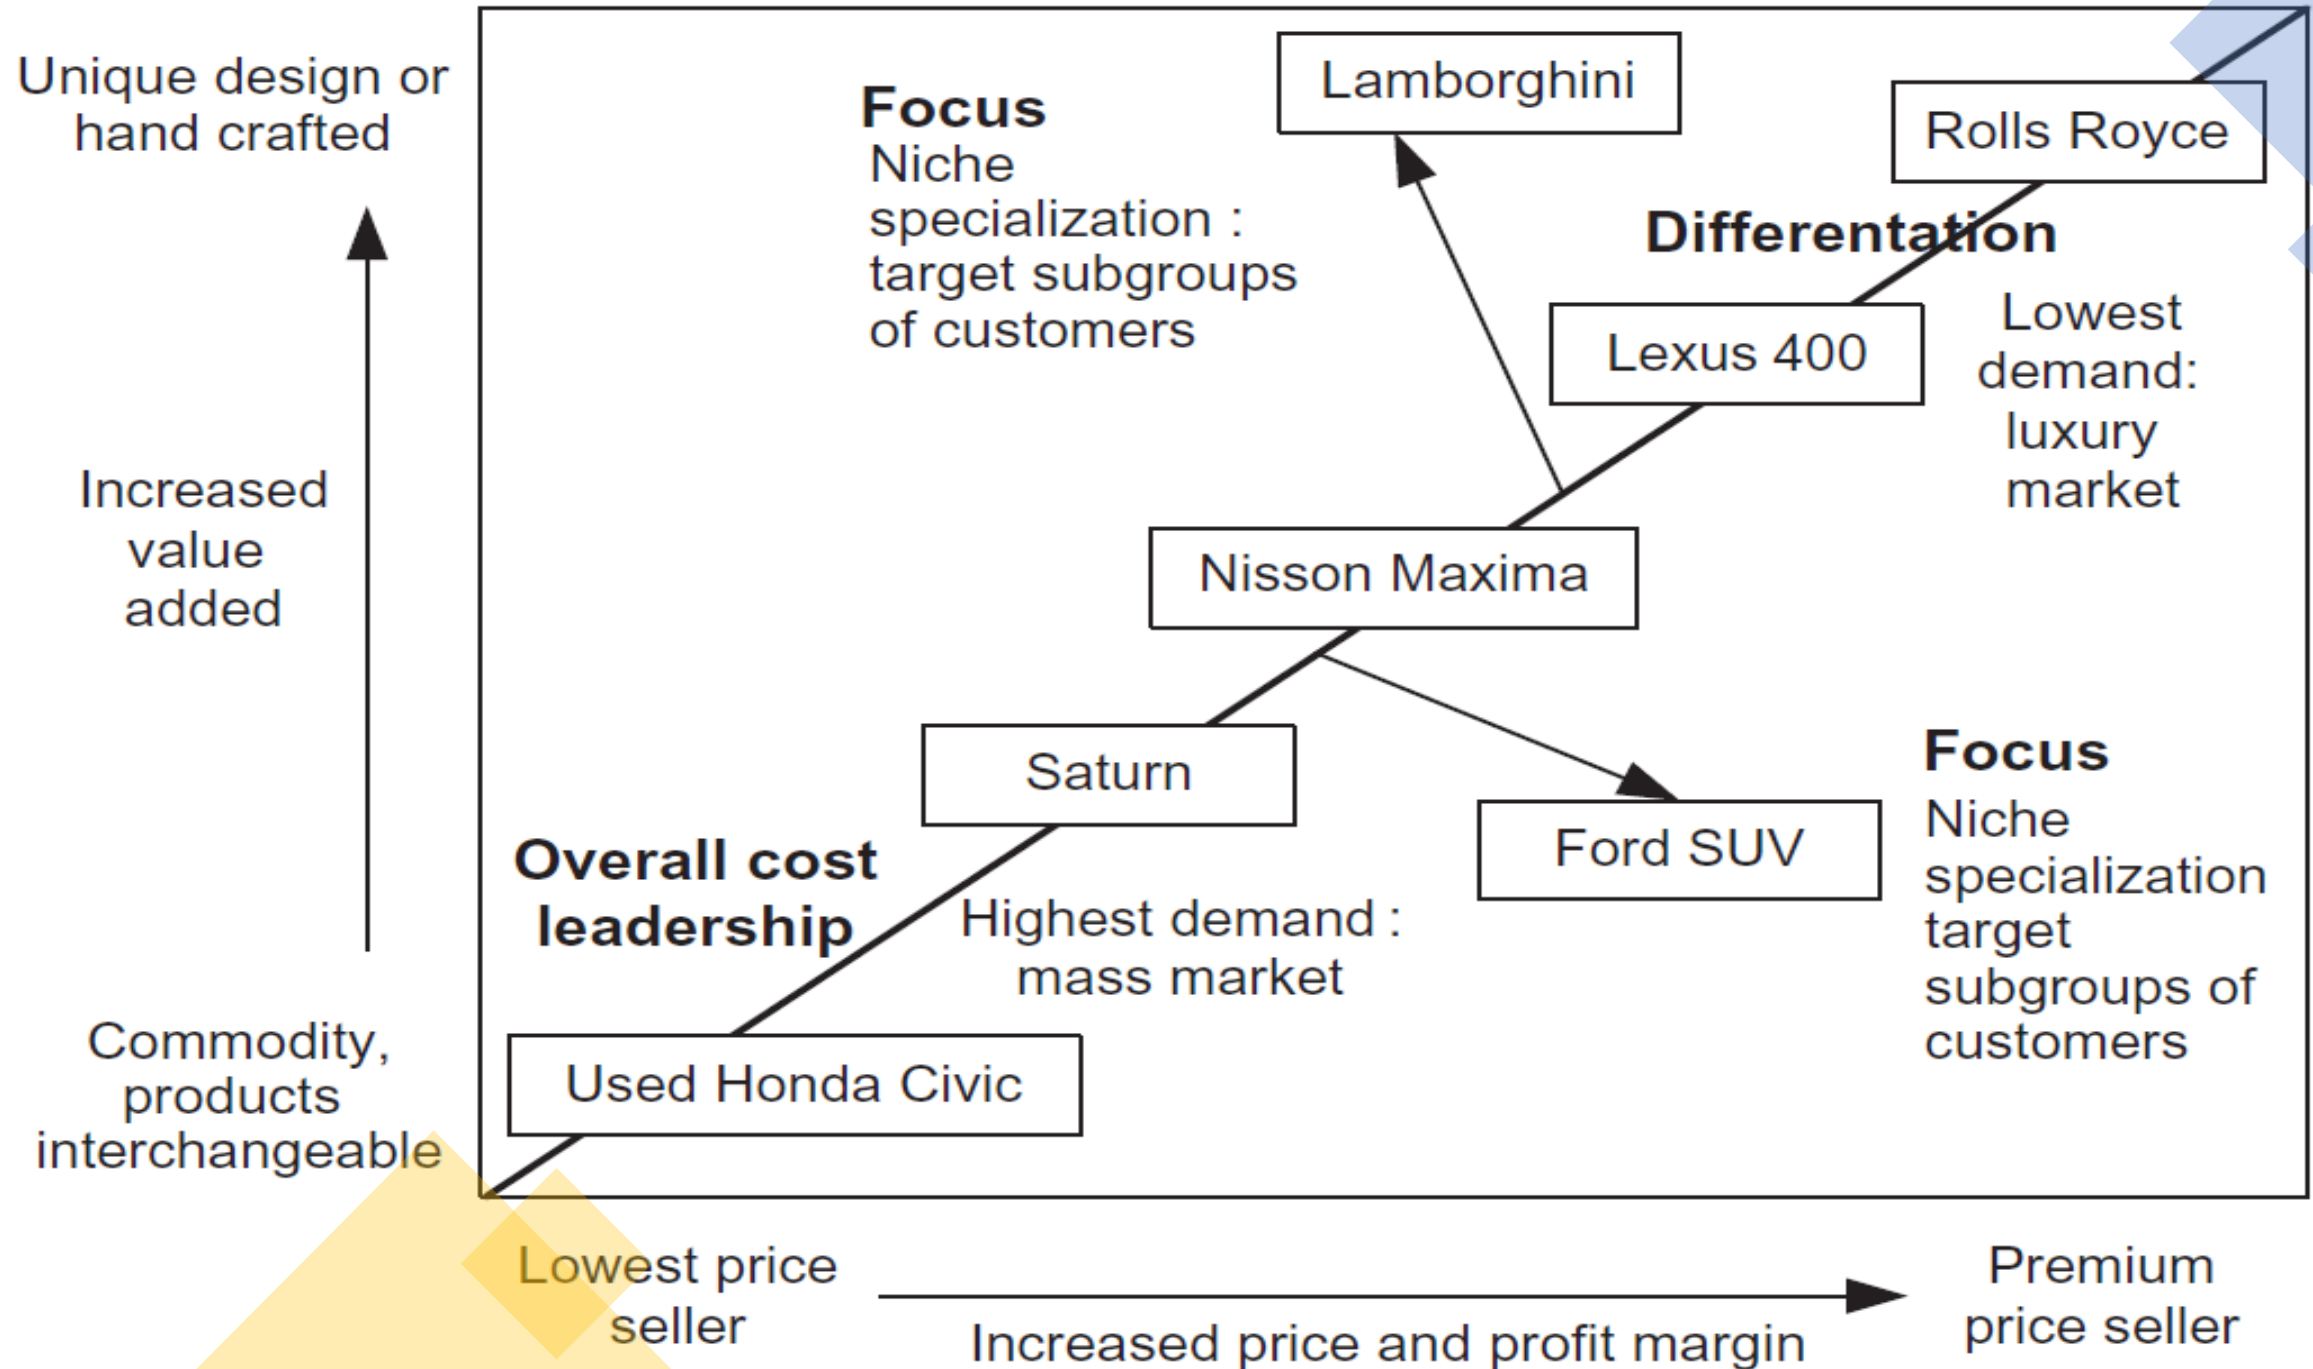 Unique design or
hand crafted
Increased
value
added
Commodity,
products
interchangeable
Focus
Niche
specialization :
target subgroups
of customers
Lamborghini
Rolls Royce
Differentation
Lexus 400
Lowest
demand:
luxury
market
Nisson Maxima
Saturn
Ford SUV
Focus
Niche
specialization
target
subgroups of
customers
Overall cost
leadership
Highest demand :
mass market
Used Honda Civic
Lowest price
seller
Increased price and profit margin
Premium
price seller